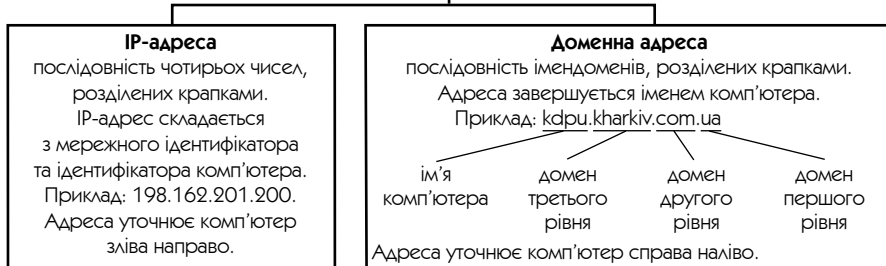 IP-адреса
послідовність чотирьох чисел,
розділених крапками.
IP-адрес складається
з мережного ідентифікатора
та ідентифікатора комп’ютера.
Приклад: 198.162.201.200.
Адреса уточнює комп’ютер
зліва направо.
Доменна адреса
послідовність імендоменів, розділених крапками.
Адреса завершується іменем комп’ютера.
Приклад: kdpu.kharkiv.com.ua
ім’я
комп’ютера
домен
третього
рівня
домен
другого
рівня
домен
першого
рівня
Адреса уточнює комп’ютер справа наліво.